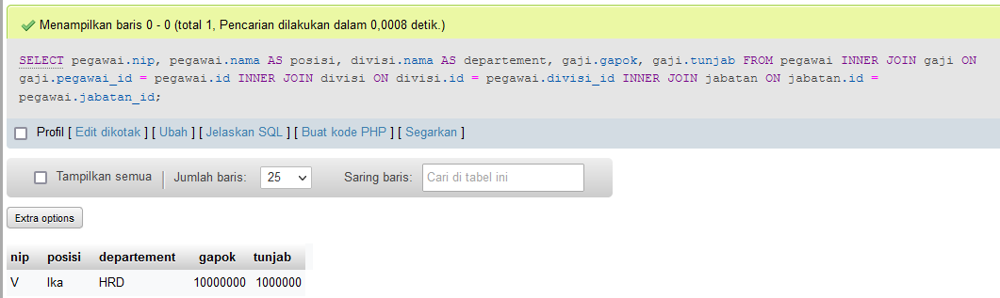 Menampilkan baris 0 - 0 (total 1, Pencarian dilakukan dalam 0,0008 detik.)
SELECT pegawai.nip, pegawai.nama AS posisi, divisi.nama AS departement, gaji.gapok, gaji.tunjab FROM pegawai INNER JOIN gaji ON
gaji.pegawai_id = pegawai.id INNER JOIN divisi ON divisi.id = pegawai.divisi_id INNER JOIN jabatan ON jabatan.id =
pegawai.jabatan_id;
Profil [ Edit dikotak ] [ Ubah ] [ Jelaskan SQL ] [ Buat kode PHP ] [ Segarkan ]
Tampilkan semua | Jumlah baris: 25 Saring baris: Cari di tabel ini
Extra options
nip posisi departement gapok tunjab
V Ika HRD 10000000 1000000